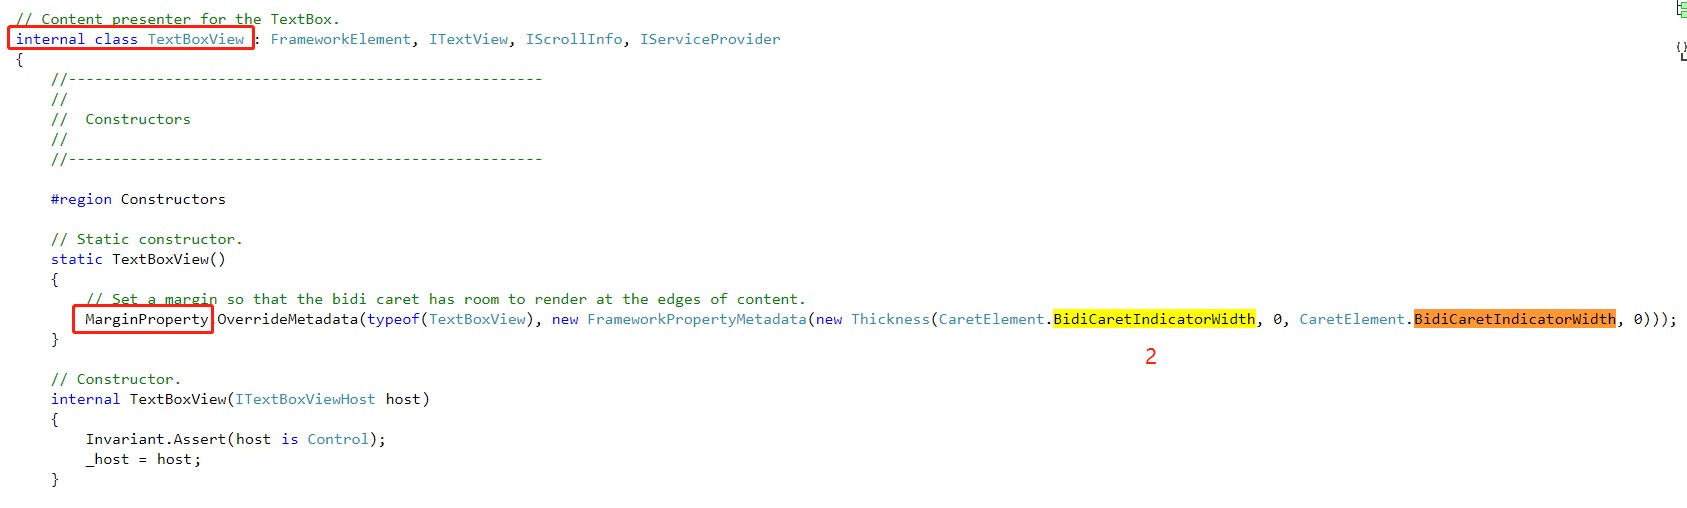 // Content presenter for the TextBox.
internal class TextBoxView : FrameworkElement, ITextView, IScrollInfo, IServiceProvider
{
    //------------------------------------------------------
    //
    //  Constructors
    //
    //------------------------------------------------------

    #region Constructors

    // Static constructor.
    static TextBoxView()
    {
        // Set a margin so that the bidi caret has room to render at the edges of content.
        MarginProperty.OverrideMetadata(typeof(TextBoxView), new FrameworkPropertyMetadata(new Thickness(CaretElement.BidiCaretIndicatorWidth, 0, CaretElement.BidiCaretIndicatorWidth, 0)));
    }
2

    // Constructor.
    internal TextBoxView(ITextBoxViewHost host)
    {
        Invariant.Assert(host is Control);
        _host = host;
    }
{}